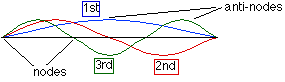 1st
anti-nodes
nodes
3rd
2nd